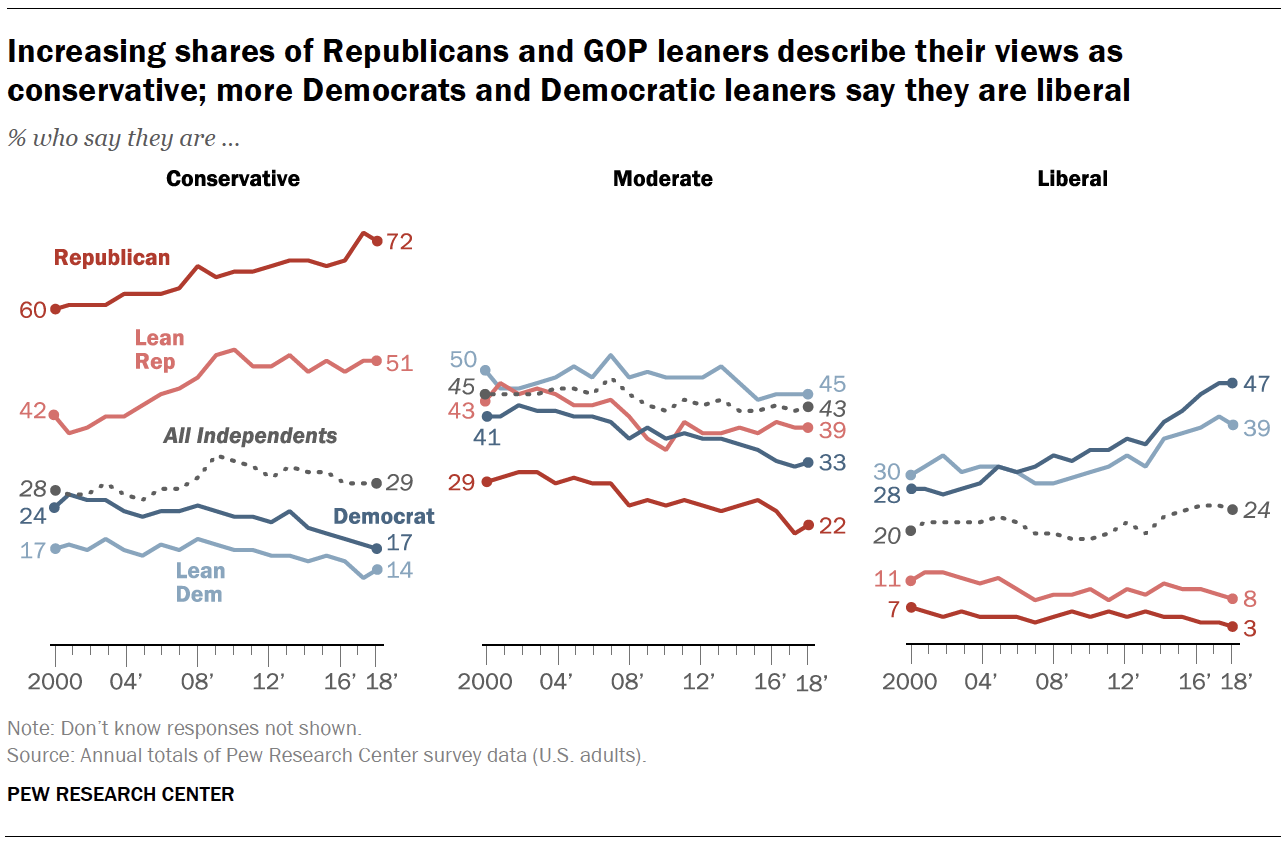 Increasing shares of Republicans and GOP leaners describe their views as
conservative; more Democrats and Democratic leaners say they are liberal
% who say they are ...
Conservative
Republican
60
72
Lean
Rep
42
51
All Independents
28
29
24
Democrat
17
17
Lean
Dem
14
2000 04’ 08’ 12’ 16’ 18’
Moderate
50
45
45
43
43
39
41
33
29
22
2000 04’ 08’ 12’ 16’ 18’
Liberal
47
39
30
28
24
20
11
8
7
3
2000 04’ 08’ 12’ 16’ 18’
Note: Don’t know responses not shown.
Source: Annual totals of Pew Research Center survey data (U.S. adults).
PEW RESEARCH CENTER